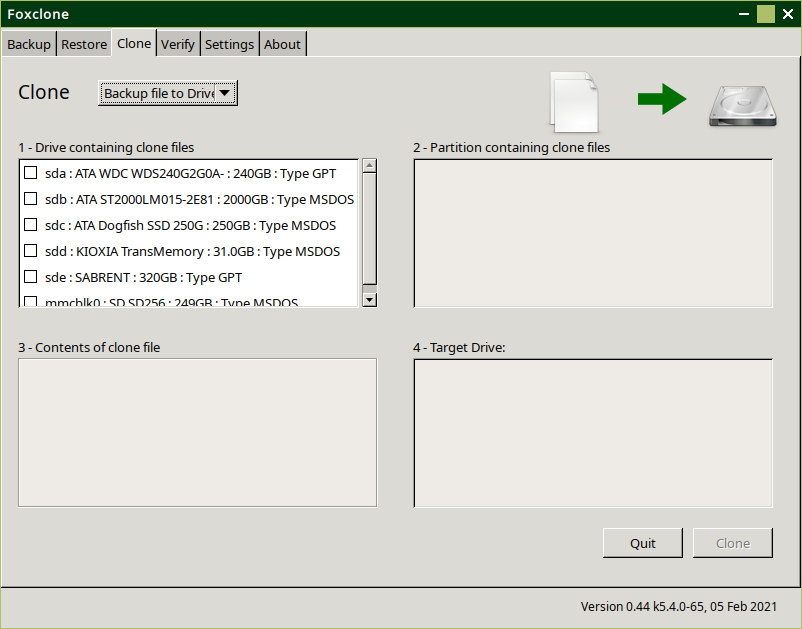 Foxclone
Backup Restore Clone Verify Settings About
Clone Backup file to Drive
1 - Drive containing clone files
2 - Partition containing clone files
sda : ATA WDC WDS240G2G0A- : 240GB : Type GPT
sdb : ATA ST2000LM015-2E81 : 2000GB : Type MSDOS
sdc : ATA Dogfish SSD 250G : 250GB : Type MSDOS
sdd : KIOXIA TransMemory : 31.0GB : Type MSDOS
sde : SABRENT : 320GB : Type GPT
mmcblk0 : SD SD256 : 249GB : Type MSDOS
3 - Contents of clone file
4 - Target Drive:
Quit Clone
Version 0.44 k5.4.0-65, 05 Feb 2021